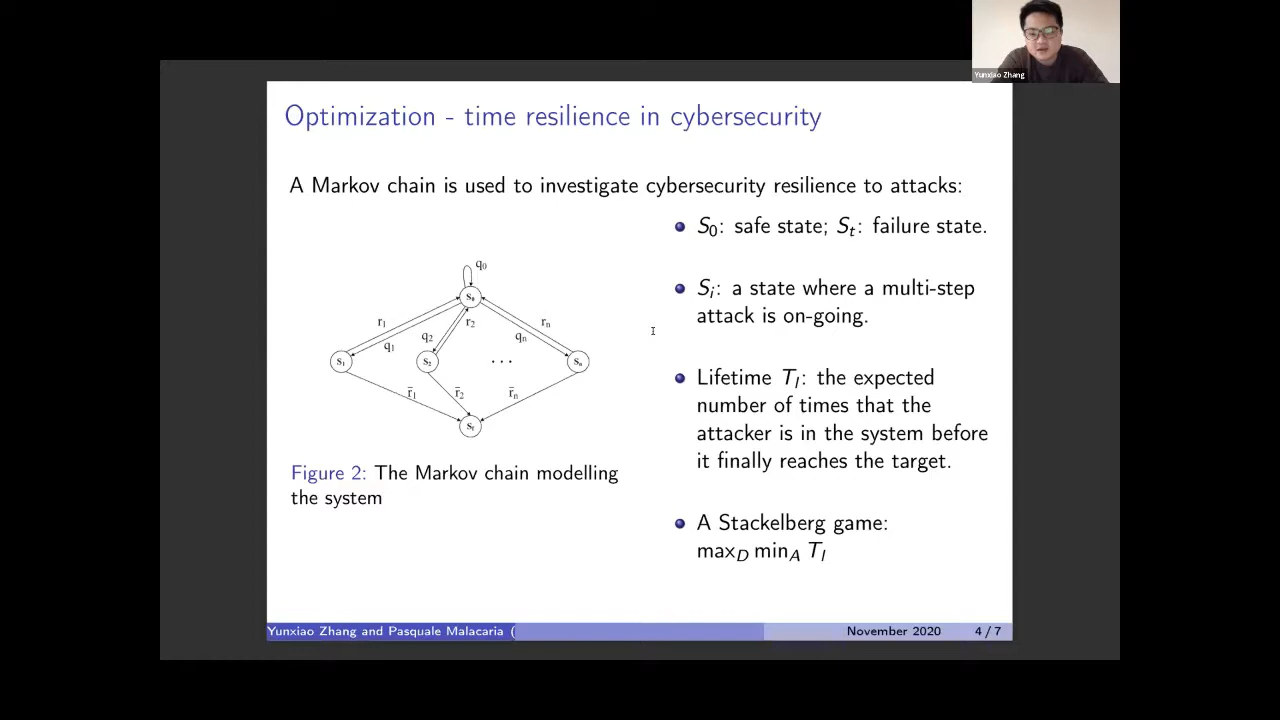 Yunxiao Zhang
Optimization - time resilience in cybersecurity
A Markov chain is used to investigate cybersecurity resilience to attacks:
q₀
S₀
r₁
q₁
q₂
r₂
qₙ
rₙ
S₁
S₂
· · ·
Sₙ
r̄₁
r̄₂
r̄ₙ
Sₜ
Figure 2: The Markov chain modelling
the system
S₀: safe state; Sₜ: failure state.
Sᵢ: a state where a multi-step
attack is on-going.
Lifetime Tₗ: the expected
number of times that the
attacker is in the system before
it finally reaches the target.
A Stackelberg game:
max_D min_A Tₗ
Yunxiao Zhang and Pasquale Malacaria (
November 2020 4 / 7